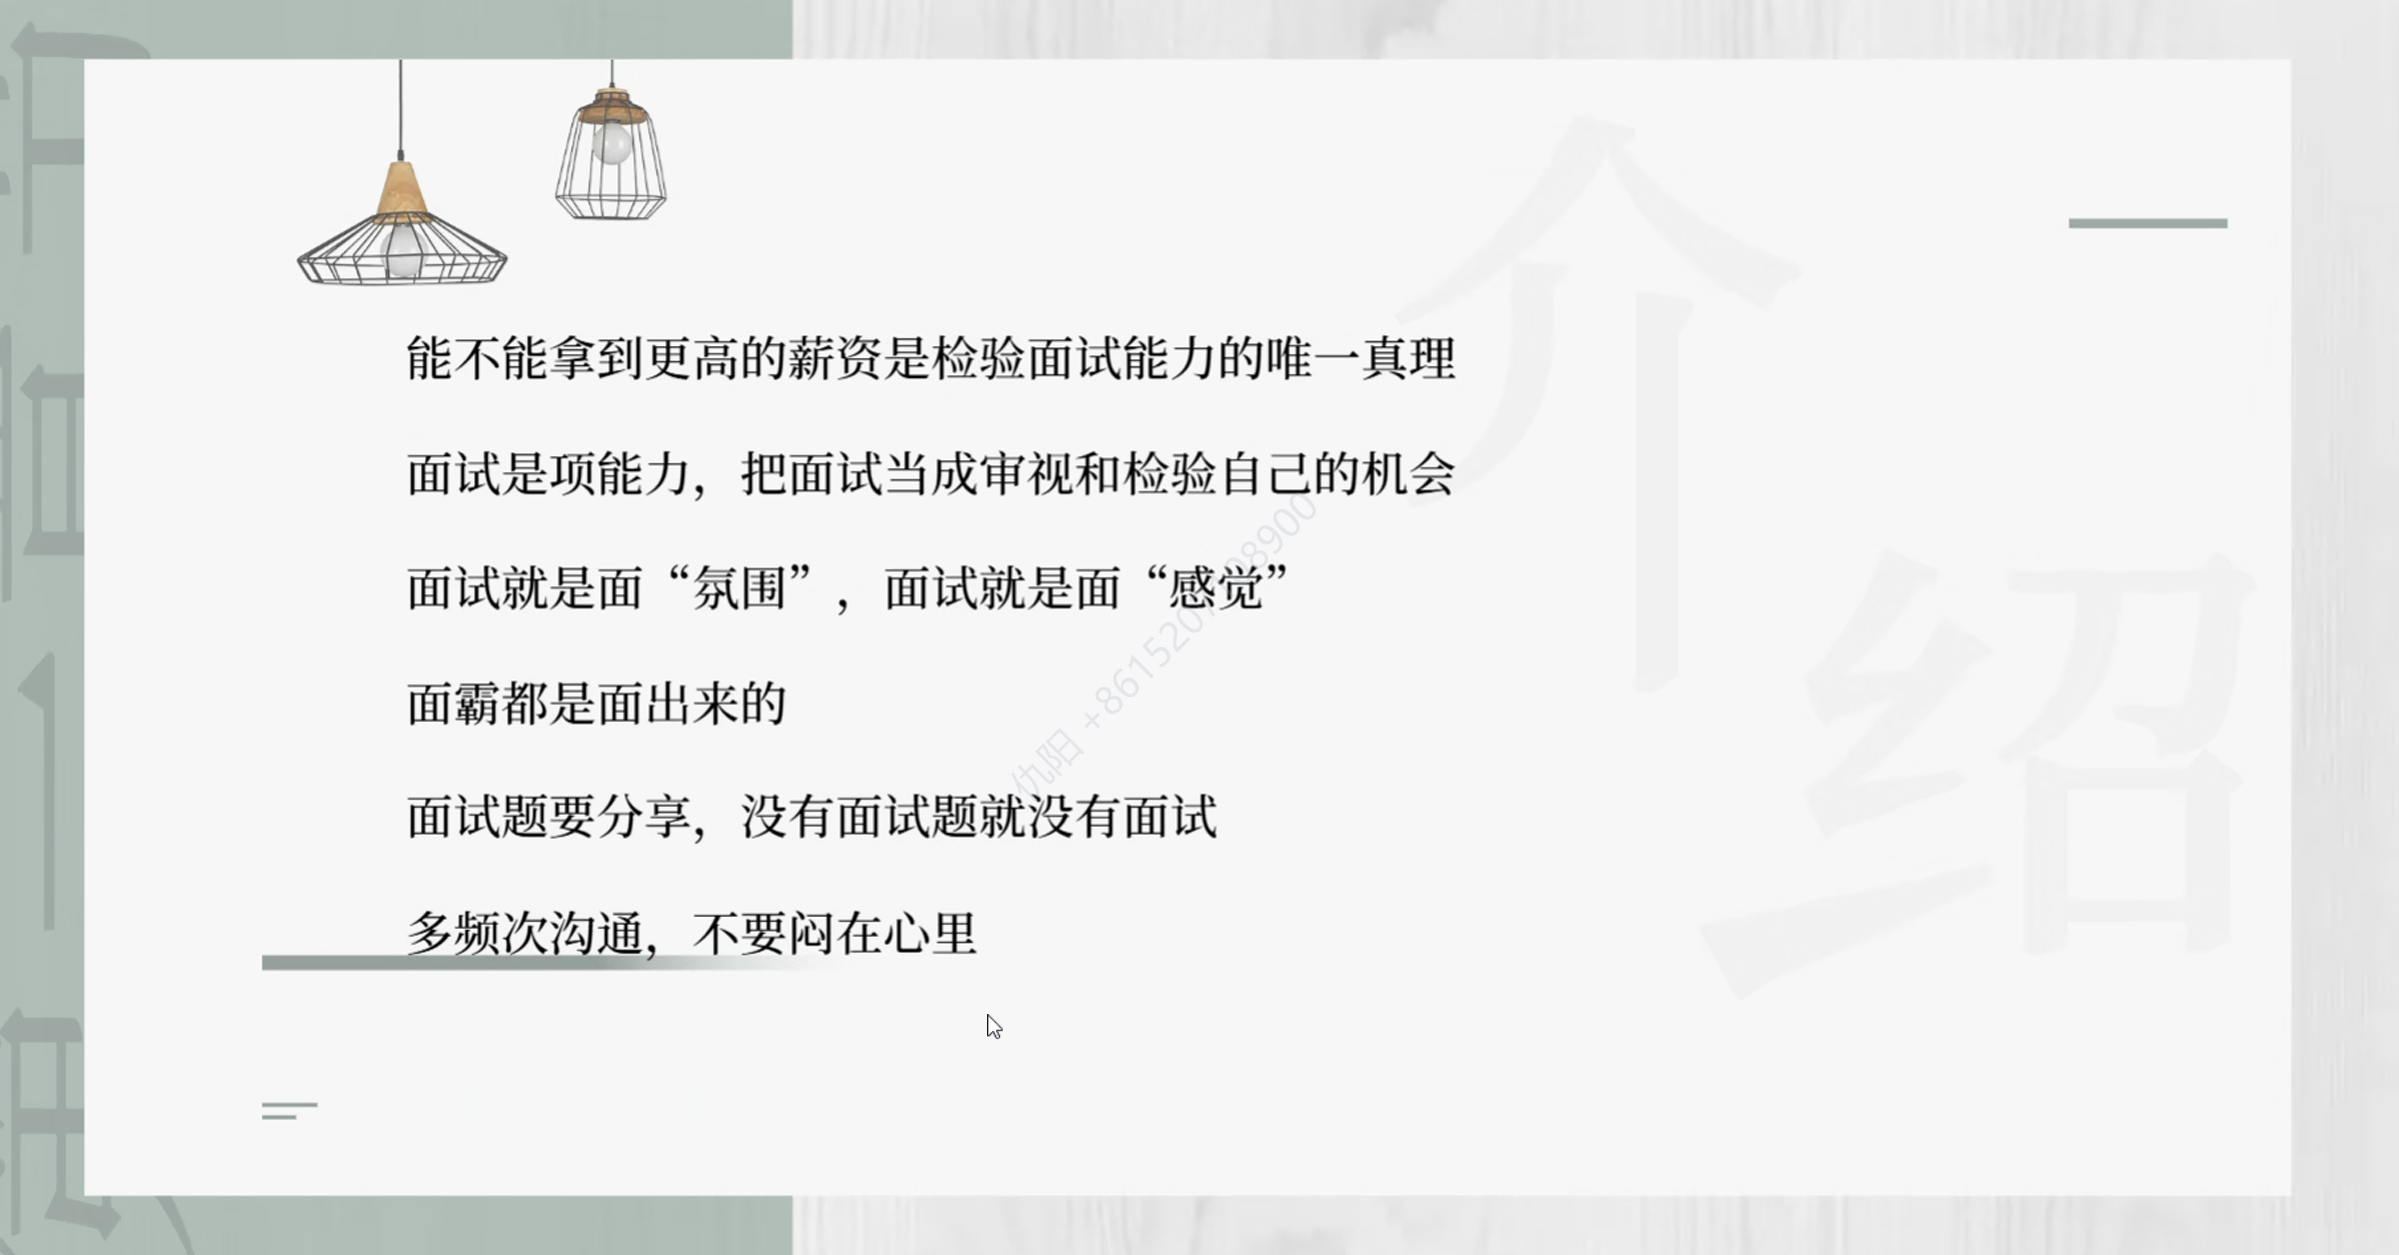 能不能拿到更高的薪资是检验面试能力的唯一真理
面试是项能力，把面试当成审视和检验自己的机会
面试就是面“氛围”，面试就是面“感觉”
面霸都是面出来的
面试题要分享，没有面试题就没有面试
多频次沟通，不要闷在心里
介
绍
仇阳